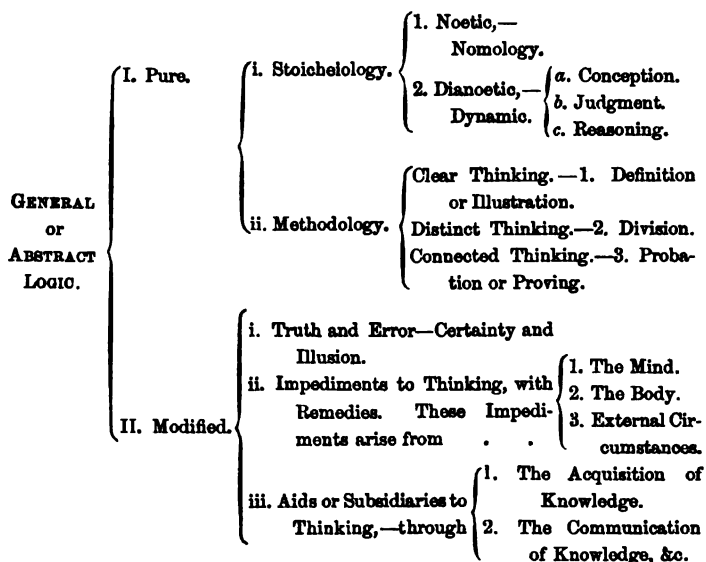 GENERAL
or
ABSTRACT
LOGIC.
I. Pure.
i. Stoicheiology.
1. Noetic,—
Nomology.
2. Dianoetic,—
Dynamic.
a. Conception.
b. Judgment.
c. Reasoning.
ii. Methodology.
Clear Thinking.—1. Definition
or Illustration.
Distinct Thinking.—2. Division.
Connected Thinking.—3. Proba-
tion or Proving.
II. Modified.
i. Truth and Error—Certainty and
Illusion.
ii. Impediments to Thinking, with
Remedies. These Impedi-
ments arise from . .
1. The Mind.
2. The Body.
3. External Cir-
cumstances.
iii. Aids or Subsidiaries to
Thinking,—through
1. The Acquisition of
Knowledge.
2. The Communication
of Knowledge, &c.